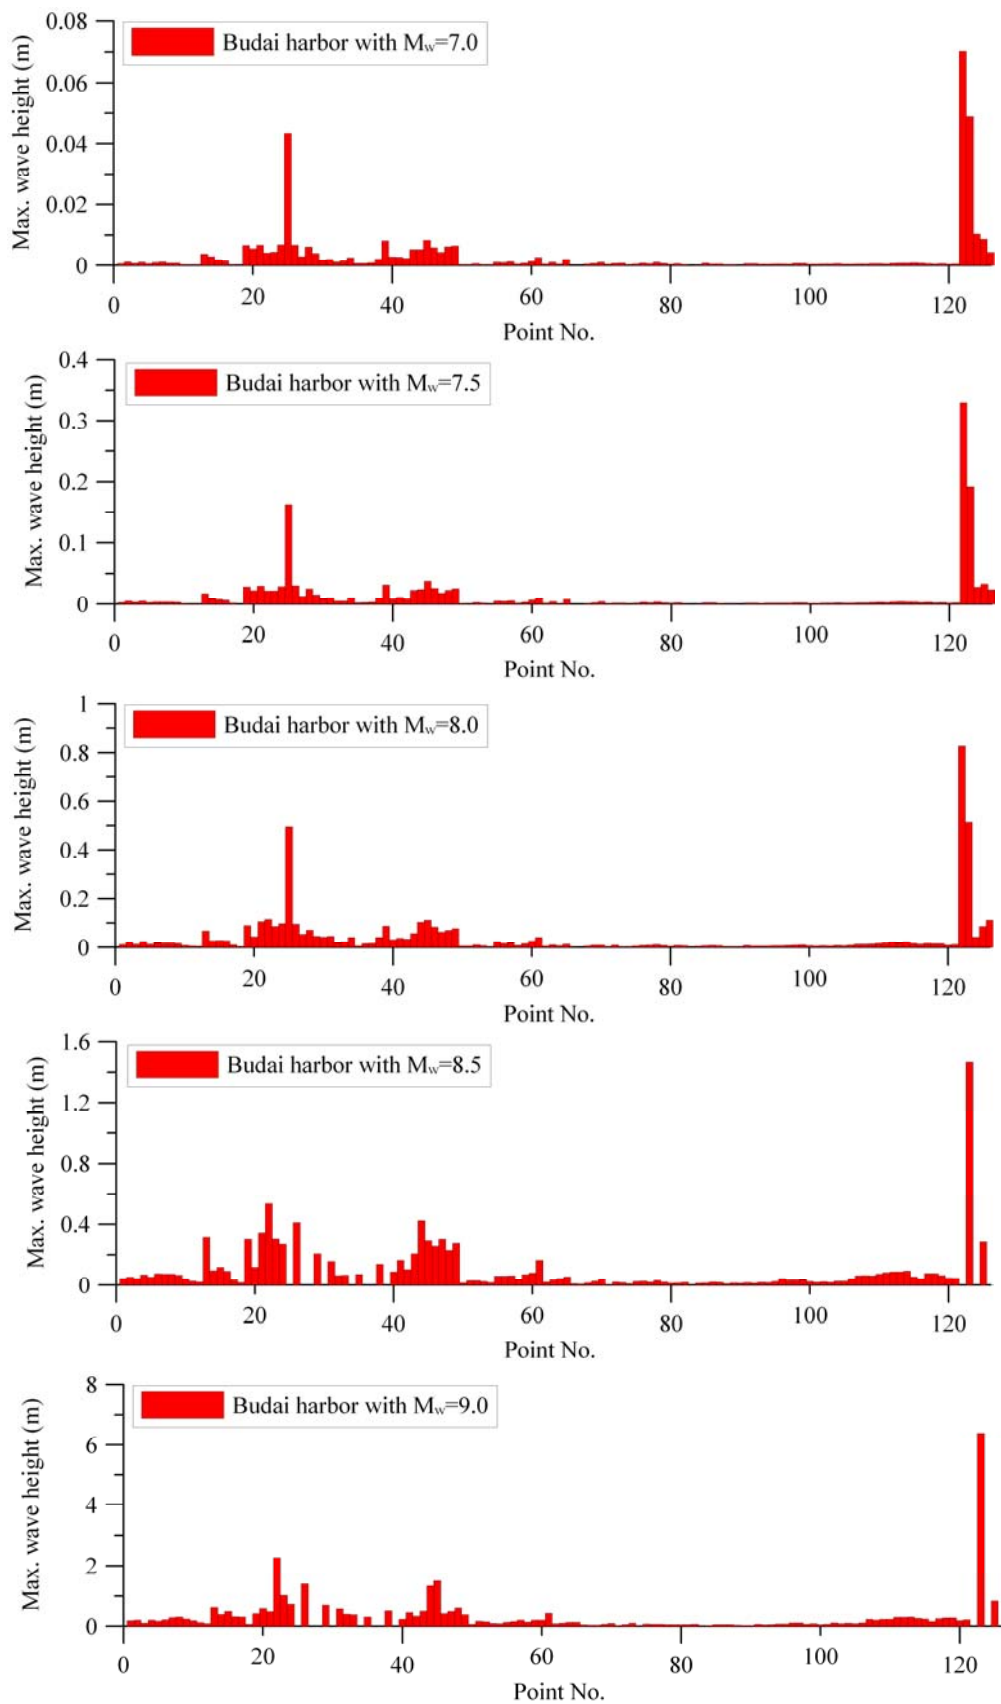 0.08
Budai harbor with Mw=7.0
0.06
0.04
0.02
0
Max. wave height (m)
0 20 40 60 80 100 120
Point No.
0.4
Budai harbor with Mw=7.5
0.3
0.2
0.1
0
Max. wave height (m)
0 20 40 60 80 100 120
Point No.
1
Budai harbor with Mw=8.0
0.8
0.6
0.4
0.2
0
Max. wave height (m)
0 20 40 60 80 100 120
Point No.
1.6
Budai harbor with Mw=8.5
1.2
0.8
0.4
0
Max. wave height (m)
0 20 40 60 80 100 120
Point No.
8
Budai harbor with Mw=9.0
6
4
2
0
Max. wave height (m)
0 20 40 60 80 100 120
Point No.